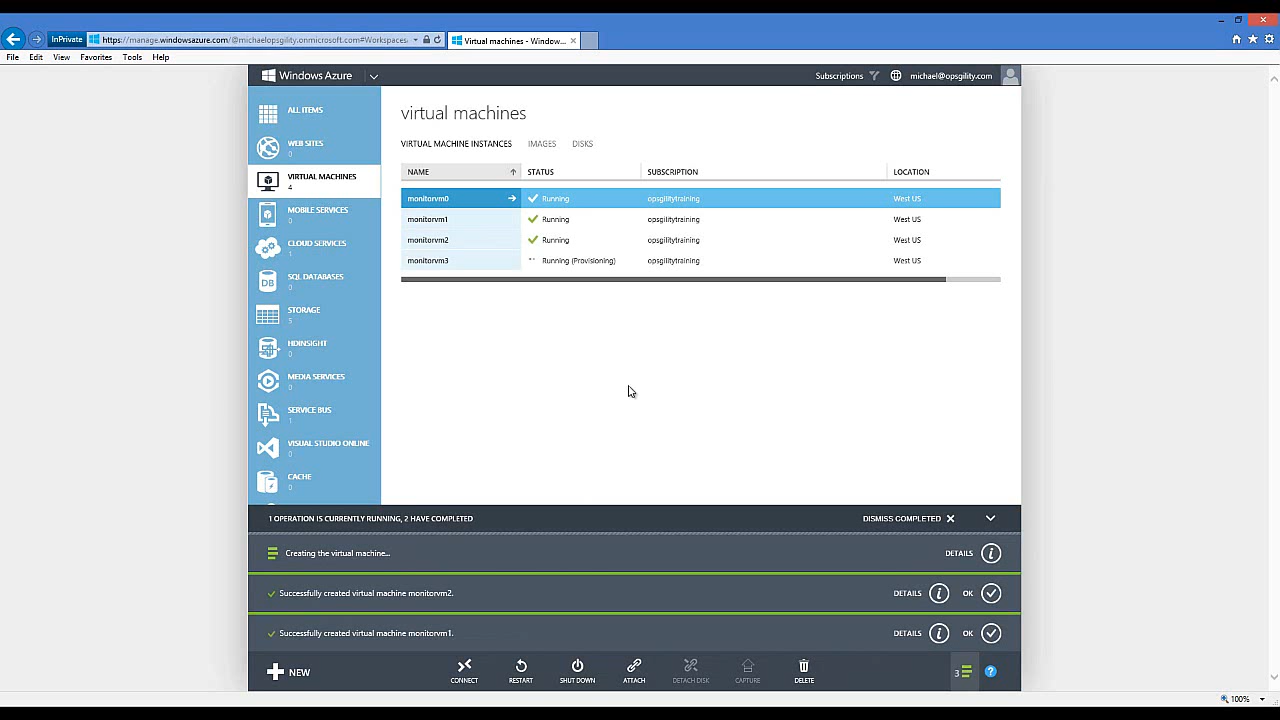 InPrivate https://manage.windowsazure.com/@michaelopsgility.onmicrosoft.com#Workspaces
Virtual machines - Window...
File Edit View Favorites Tools Help
Windows Azure
Subscriptions michael@opsgility.com
ALL ITEMS
WEB SITES
0
VIRTUAL MACHINES
4
MOBILE SERVICES
0
CLOUD SERVICES
1
SQL DATABASES
0
DB
STORAGE
5
HDINSIGHT
0
MEDIA SERVICES
0
SERVICE BUS
1
VISUAL STUDIO ONLINE
0
CACHE
0
virtual machines
VIRTUAL MACHINE INSTANCES IMAGES DISKS
NAME STATUS SUBSCRIPTION LOCATION
monitorvm0 Running opsgilitytraining West US
monitorvm1 Running opsgilitytraining West US
monitorvm2 Running opsgilitytraining West US
monitorvm3 Running (Provisioning) opsgilitytraining West US
1 OPERATION IS CURRENTLY RUNNING, 2 HAVE COMPLETED DISMISS COMPLETED
Creating the virtual machine... DETAILS
Successfully created virtual machine monitorvm2. DETAILS OK
Successfully created virtual machine monitorvm1. DETAILS OK
NEW CONNECT RESTART SHUT DOWN ATTACH DETACH DISK CAPTURE DELETE 3
100%